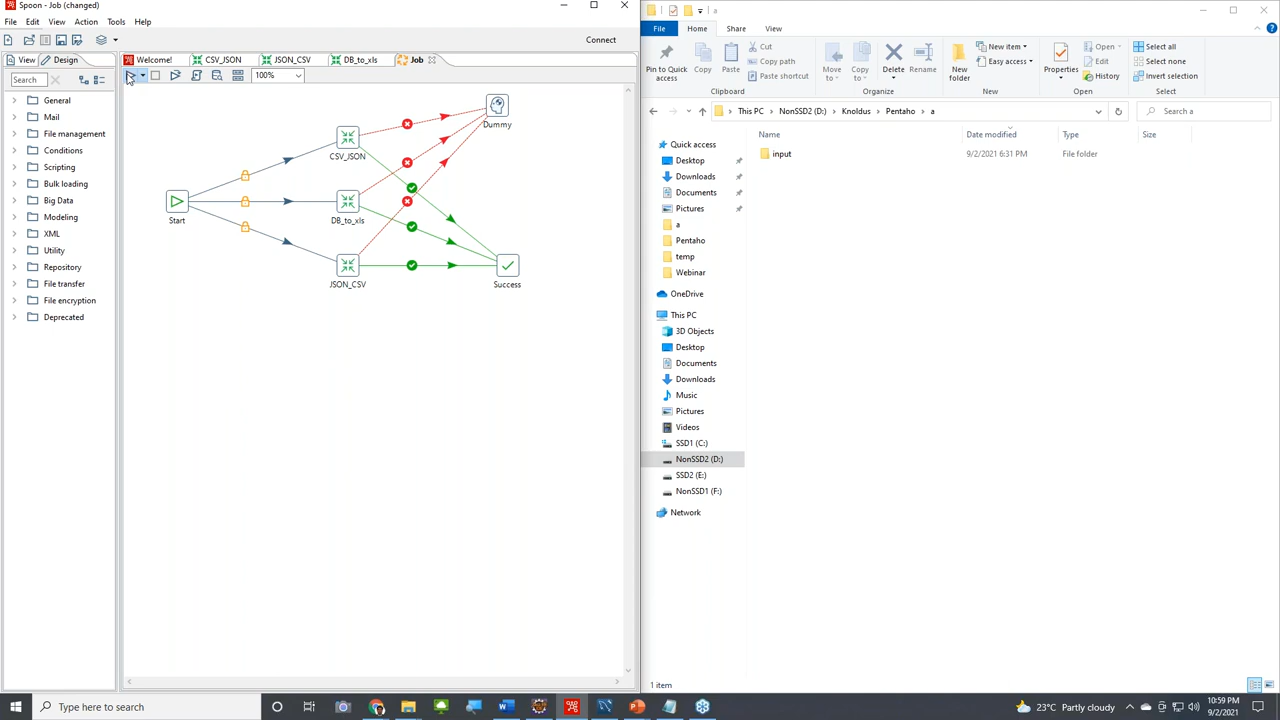 Spoon - Job (changed)
File Edit View Action Tools Help
Connect
View Design
Welcome! CSV_JSON JSON_CSV DB_to_xls Job
Search
100%
General
Mail
File management
Conditions
Scripting
Bulk loading
Big Data
Modeling
XML
Utility
Repository
File transfer
File encryption
Deprecated
Start
CSV_JSON
DB_to_xls
JSON_CSV
Dummy
Success
a
File Home Share View
Pin to Quick access
Copy
Paste
Cut
Copy path
Paste shortcut
Clipboard
Move to
Copy to
Delete
Rename
Organize
New folder
New item
Easy access
New
Properties
Open
Edit
History
Open
Select all
Select none
Invert selection
Select
This PC NonSSD2 (D:) Knoldus Pentaho a
Search a
Name Date modified Type Size
input 9/2/2021 6:31 PM File folder
Quick access
Desktop
Downloads
Documents
Pictures
a
Pentaho
temp
Webinar
OneDrive
This PC
3D Objects
Desktop
Documents
Downloads
Music
Pictures
Videos
SSD1 (C:)
NonSSD2 (D:)
SSD2 (E:)
NonSSD1 (F:)
Network
1 item
Type here to search
23°C Partly cloudy
10:59 PM
9/2/2021